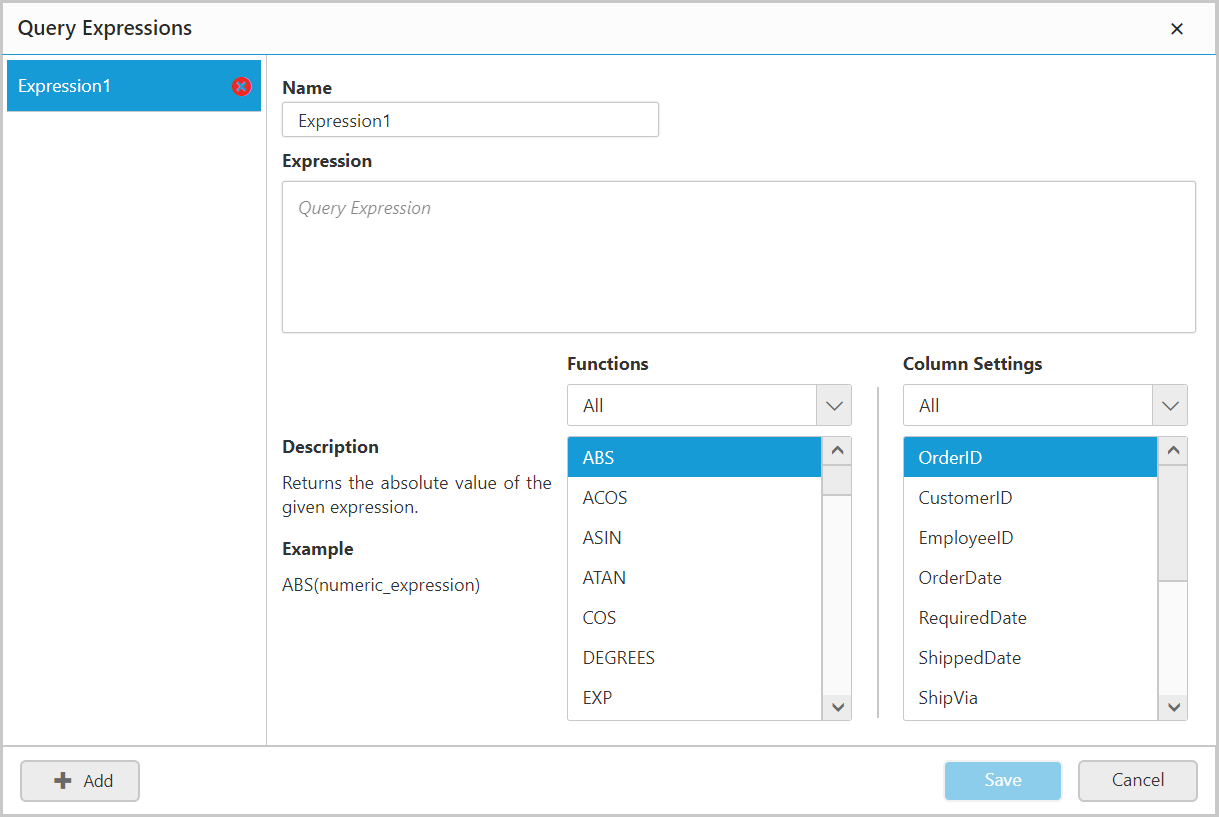 Query Expressions
Expression1
Name
Expression1
Expression
Query Expression
Functions
All
Column Settings
All
Description
Returns the absolute value of the
given expression.
Example
ABS(numeric_expression)
ABS
ACOS
ASIN
ATAN
COS
DEGREES
EXP
OrderID
CustomerID
EmployeeID
OrderDate
RequiredDate
ShippedDate
ShipVia
Add
Save
Cancel